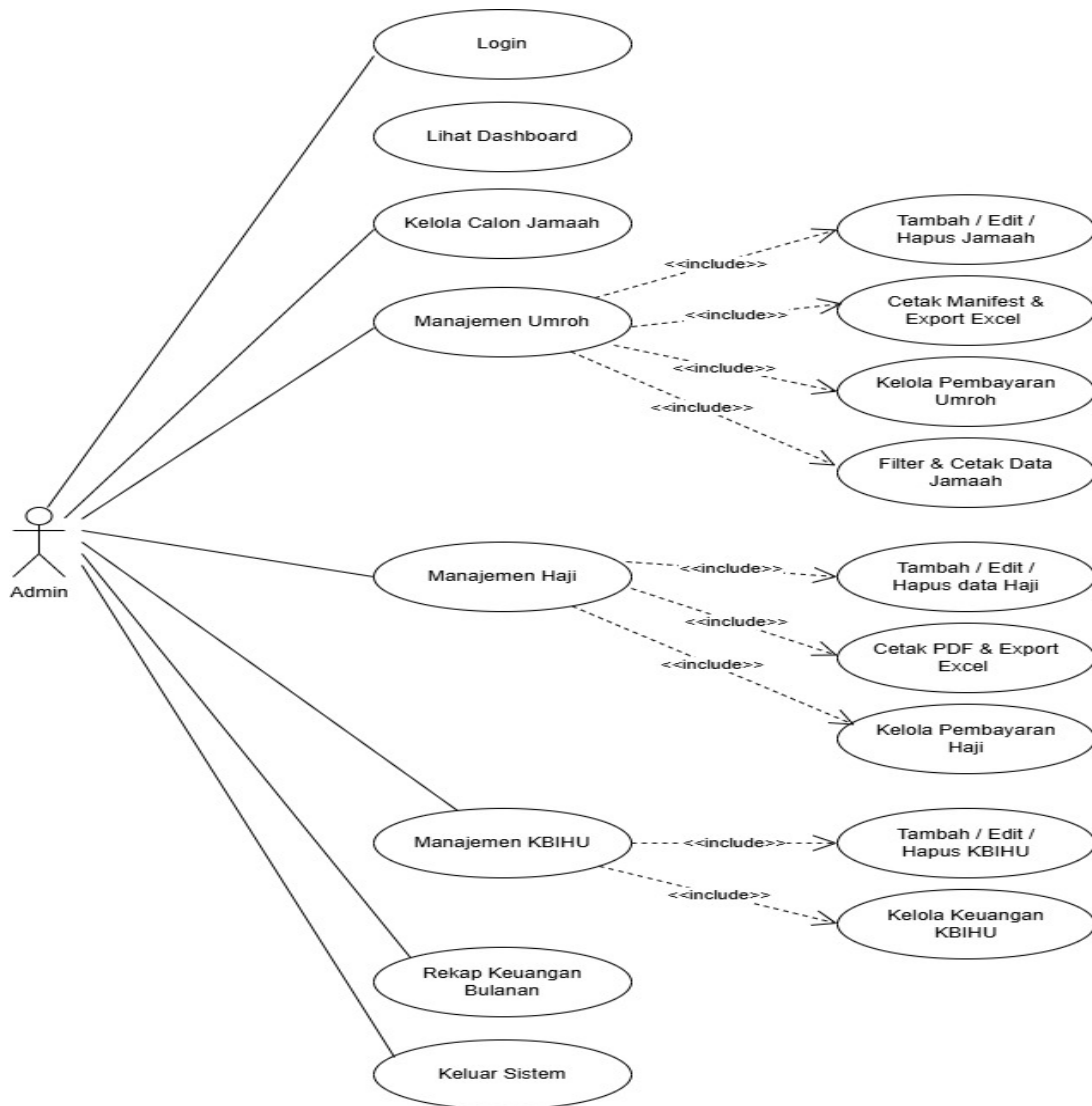 Login
Lihat Dashboard
Kelola Calon Jamaah
Manajemen Umroh
<<include>>
Tambah / Edit /
Hapus Jamaah
<<include>>
Cetak Manifest &
Export Excel
<<include>>
Kelola Pembayaran
Umroh
<<include>>
Filter & Cetak Data
Jamaah
Admin
Manajemen Haji
<<include>>
Tambah / Edit /
Hapus data Haji
<<include>>
Cetak PDF & Export
Excel
<<include>>
Kelola Pembayaran
Haji
Manajemen KBIHU
<<include>>
Tambah / Edit /
Hapus KBIHU
<<include>>
Kelola Keuangan
KBIHU
Rekap Keuangan
Bulanan
Keluar Sistem